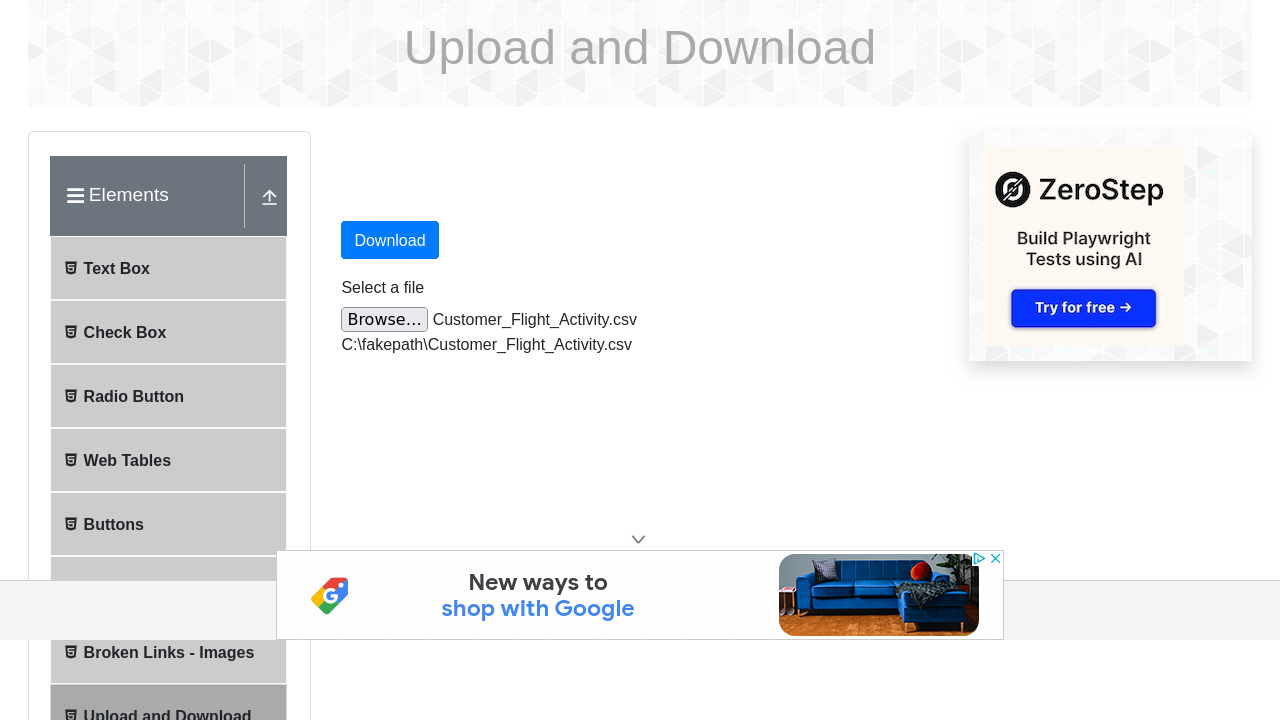 Upload and Download
Elements
Text Box
Check Box
Radio Button
Web Tables
Buttons
Broken Links - Images
Upload and Download
Download
Select a file
Browse... Customer_Flight_Activity.csv
C:\fakepath\Customer_Flight_Activity.csv
ZeroStep
Build Playwright
Tests using AI
Try for free →
New ways to
shop with Google